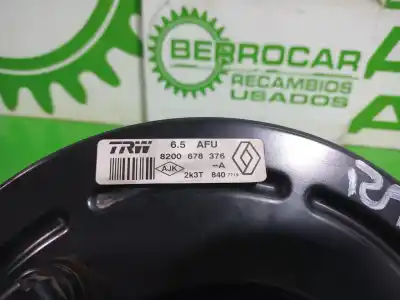 BERROCAR
RECAMBIOS
USADOS
TRW
6.5 AFU
8200 678 376
-A
AJK
2k3T 840